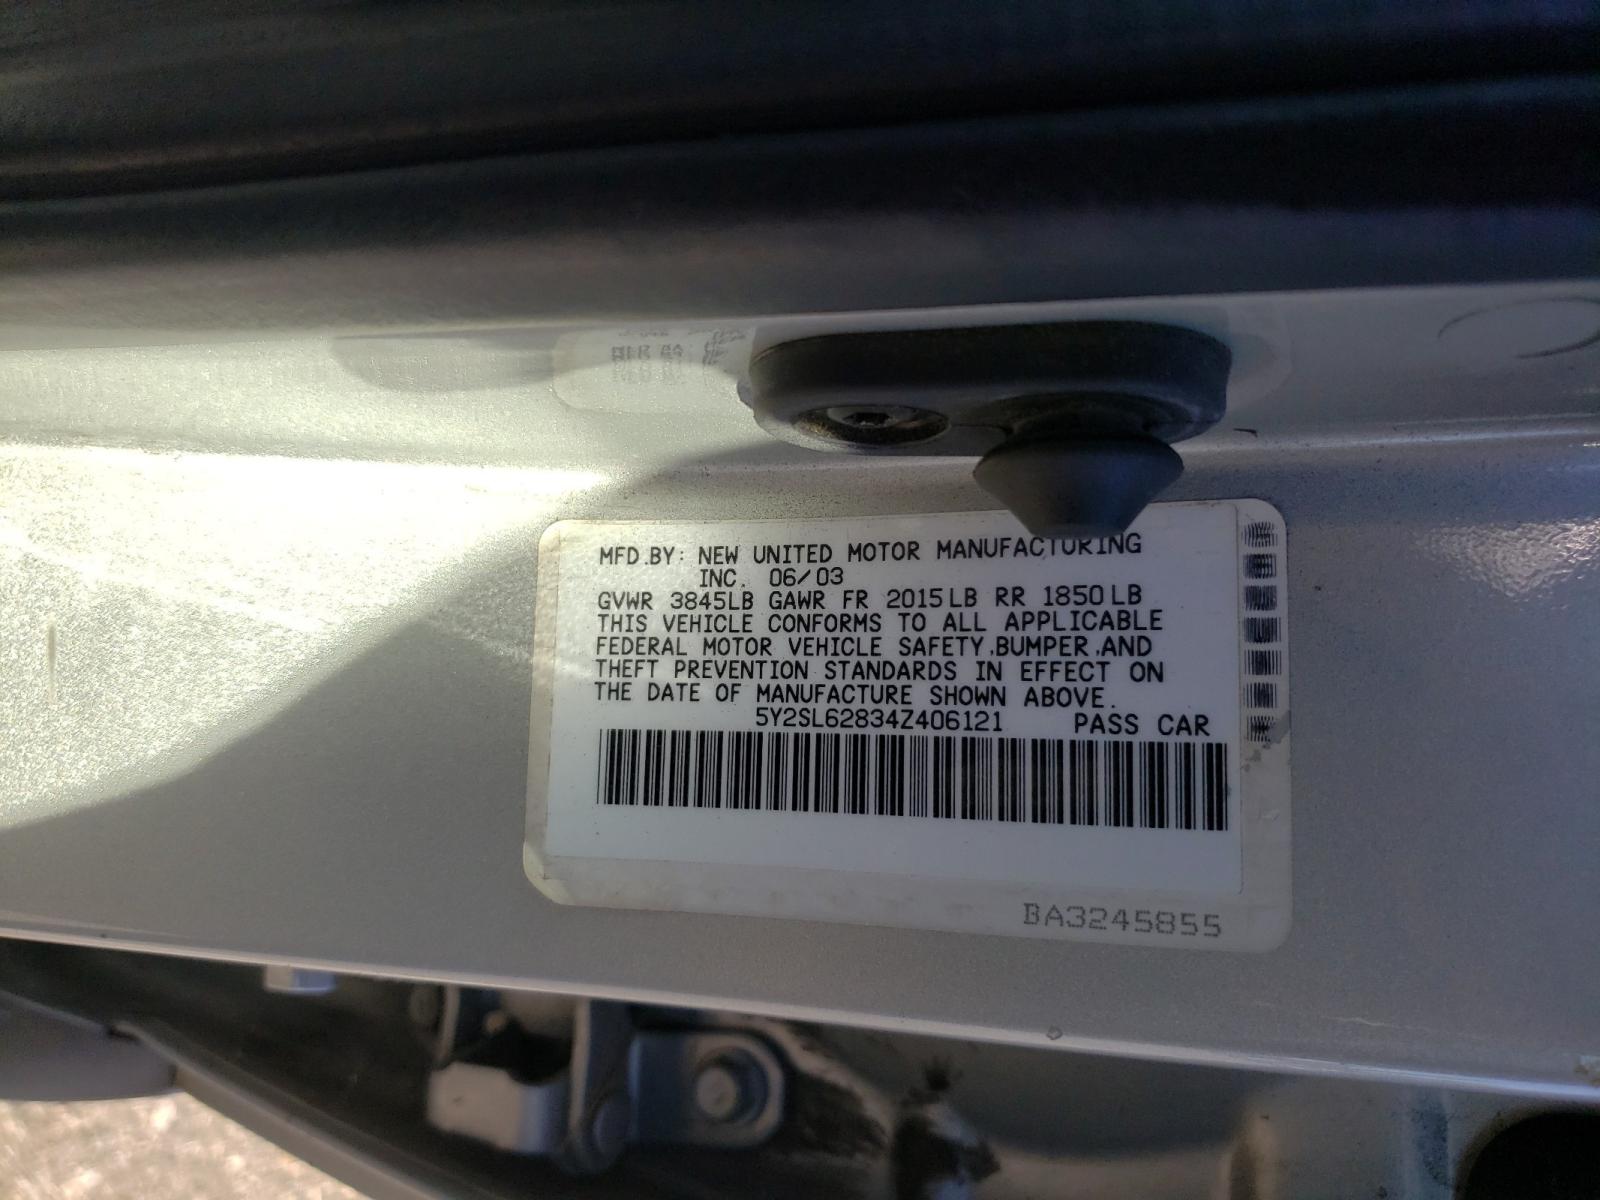 MFD.BY: NEW UNITED MOTOR MANUFACTURING
INC. 06/03
GVWR 3845LB GAWR FR 2015LB RR 1850LB
THIS VEHICLE CONFORMS TO ALL APPLICABLE
FEDERAL MOTOR VEHICLE SAFETY,BUMPER,AND
THEFT PREVENTION STANDARDS IN EFFECT ON
THE DATE OF MANUFACTURE SHOWN ABOVE.
5Y2SL62834Z406121 PASS CAR
BA3245855